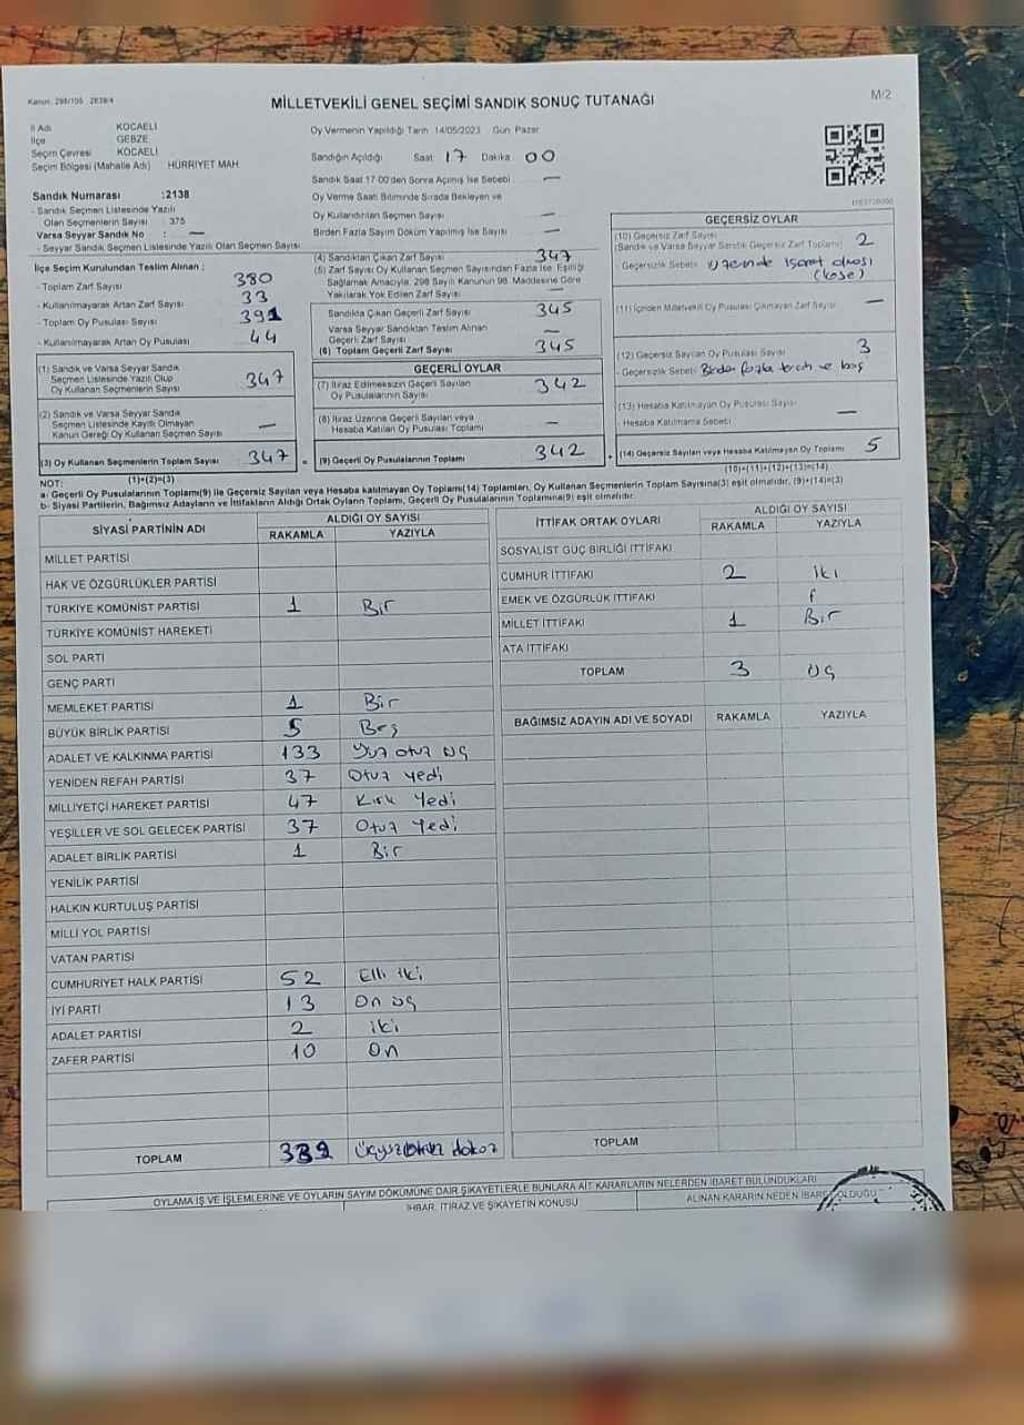 Kanun: 298/105 2839/4
MİLLETVEKİLİ GENEL SEÇİMİ SANDIK SONUÇ TUTANAĞI
M/2
İl Adı KOCAELİ
İlçe GEBZE
Seçim Çevresi KOCAELİ
Seçim Bölgesi (Mahalle Adı) HÜRRİYET MAH
Sandık Numarası :2138
- Sandık Seçmen Listesinde Yazılı
Olan Seçmenlerin Sayısı 375
Varsa Seyyar Sandık No : —
- Seyyar Sandık Seçmen Listesinde Yazılı Olan Seçmen Sayısı
Oy Vermenin Yapıldığı Tarih 14/05/2023 Gün Pazar
Sandığın Açıldığı Saat 17 Dakika 00
Sandık Saat 17 00'den Sonra Açılmış İse Sebebi —
Oy Verme Saati Bitiminde Sırada Bekleyen ve
Oy Kullandırılan Seçmen Sayısı —
Birden Fazla Sayım Döküm Yapılmış İse Sayısı —
İlçe Seçim Kurulundan Teslim Alınan :
- Toplam Zarf Sayısı 380
- Kullanılmayarak Artan Zarf Sayısı 33
- Toplam Oy Pusulası Sayısı 391
- Kullanılmayarak Artan Oy Pusulası 44
(1) Sandık ve Varsa Seyyar Sandık
Seçmen Listesinde Yazılı Olup
Oy Kullanan Seçmenlerin Sayısı 347
(2) Sandık ve Varsa Seyyar Sandık
Seçmen Listesinde Kayıtlı Olmayan
Kanun Gereği Oy Kullanan Seçmen Sayısı —
(3) Oy Kullanan Seçmenlerin Toplam Sayısı 347
(1)+(2)=(3)
(4) Sandıktan Çıkan Zarf Sayısı 347
(5) Zarf Sayısı Oy Kullanan Seçmen Sayısından Fazla İse, Eşitliği
Sağlamak Amacıyla, 298 Sayılı Kanunun 98. Maddesine Göre
Yakılarak Yok Edilen Zarf Sayısı —
Sandıkta Çıkan Geçerli Zarf Sayısı 345
Varsa Seyyar Sandıktan Teslim Alınan
Geçerli Zarf Sayısı —
(6) Toplam Geçerli Zarf Sayısı 345
GEÇERLİ OYLAR
(7) İtiraz Edilmeksizin Geçerli Sayılan
Oy Pusulalarının Sayısı 342
(8) İtiraz Üzerine Geçerli Sayılan veya
Hesaba Katılan Oy Pusulası Toplamı —
(9) Geçerli Oy Pusulalarının Toplamı 342
GEÇERSİZ OYLAR
(10) Geçersiz Zarf Sayısı
(Sandık ve Varsa Seyyar Sandık Geçersiz Zarf Toplamı) 2
- Geçersizlik Sebebi işaret olması
(11) İçinden Milletvekili Oy Pusulası Çıkmayan Zarf Sayısı —
(12) Geçersiz Sayılan Oy Pusulası Sayısı 3
- Geçersizlik Sebebi Birden fazla tercih ve boş
(13) Hesaba Katılmayan Oy Pusulası Sayısı
- Hesaba Katılmama Sebebi —
(14) Geçersiz Sayılan veya Hesaba Katılmayan Oy Toplamı 5
(10)+(11)+(12)+(13)=(14)
NOT:
a- Geçerli Oy Pusulalarının Toplamı(9) ile Geçersiz Sayılan veya Hesaba katılmayan Oy Toplamı(14) Toplamları, Oy Kullanan Seçmenlerin Toplam Sayısına(3) eşit olmalıdır. (9)+(14)=(3)
b- Siyasi Partilerin, Bağımsız Adayların ve İttifakların Aldığı Ortak Oyların Toplamı, Geçerli Oy Pusulalarının Toplamına(9) eşit olmalıdır.
SİYASİ PARTİNİN ADI ALDIĞI OY SAYISI
RAKAMLA YAZIYLA
MİLLET PARTİSİ
HAK VE ÖZGÜRLÜKLER PARTİSİ
TÜRKİYE KOMÜNİST PARTİSİ 1 Bir
TÜRKİYE KOMÜNİST HAREKETİ
SOL PARTİ
GENÇ PARTİ
MEMLEKET PARTİSİ 1 Bir
BÜYÜK BİRLİK PARTİSİ 5 Beş
ADALET VE KALKINMA PARTİSİ 133 Yüz otuz üç
YENİDEN REFAH PARTİSİ 37 Otuz yedi
MİLLİYETÇİ HAREKET PARTİSİ 47 Kırk Yedi
YEŞİLLER VE SOL GELECEK PARTİSİ 37 Otuz Yedi
ADALET BİRLİK PARTİSİ 1 Bir
YENİLİK PARTİSİ
HALKIN KURTULUŞ PARTİSİ
MİLLİ YOL PARTİSİ
VATAN PARTİSİ
CUMHURİYET HALK PARTİSİ 52 Elli iki
İYİ PARTİ 13 On üç
ADALET PARTİSİ 2 iki
ZAFER PARTİSİ 10 On
TOPLAM 339
İTTİFAK ORTAK OYLARI ALDIĞI OY SAYISI
RAKAMLA YAZIYLA
SOSYALİST GÜÇ BİRLİĞİ İTTİFAKI
CUMHUR İTTİFAKI 2 İki
EMEK VE ÖZGÜRLÜK İTTİFAKI
MİLLET İTTİFAKI 1 Bir
ATA İTTİFAKI
TOPLAM 3 üç
BAĞIMSIZ ADAYIN ADI VE SOYADI RAKAMLA YAZIYLA
TOPLAM
OYLAMA İŞ VE İŞLEMLERİNE VE OYLARIN SAYIM DÖKÜMÜNE DAİR ŞİKAYETLERLE BUNLARA AİT KARARLARIN NELERDEN İBARET BULUNDUKLARI
İHBAR, İTİRAZ VE ŞİKAYETİN KONUSU
ALINAN KARARIN NEDEN İBARET OLDUĞU